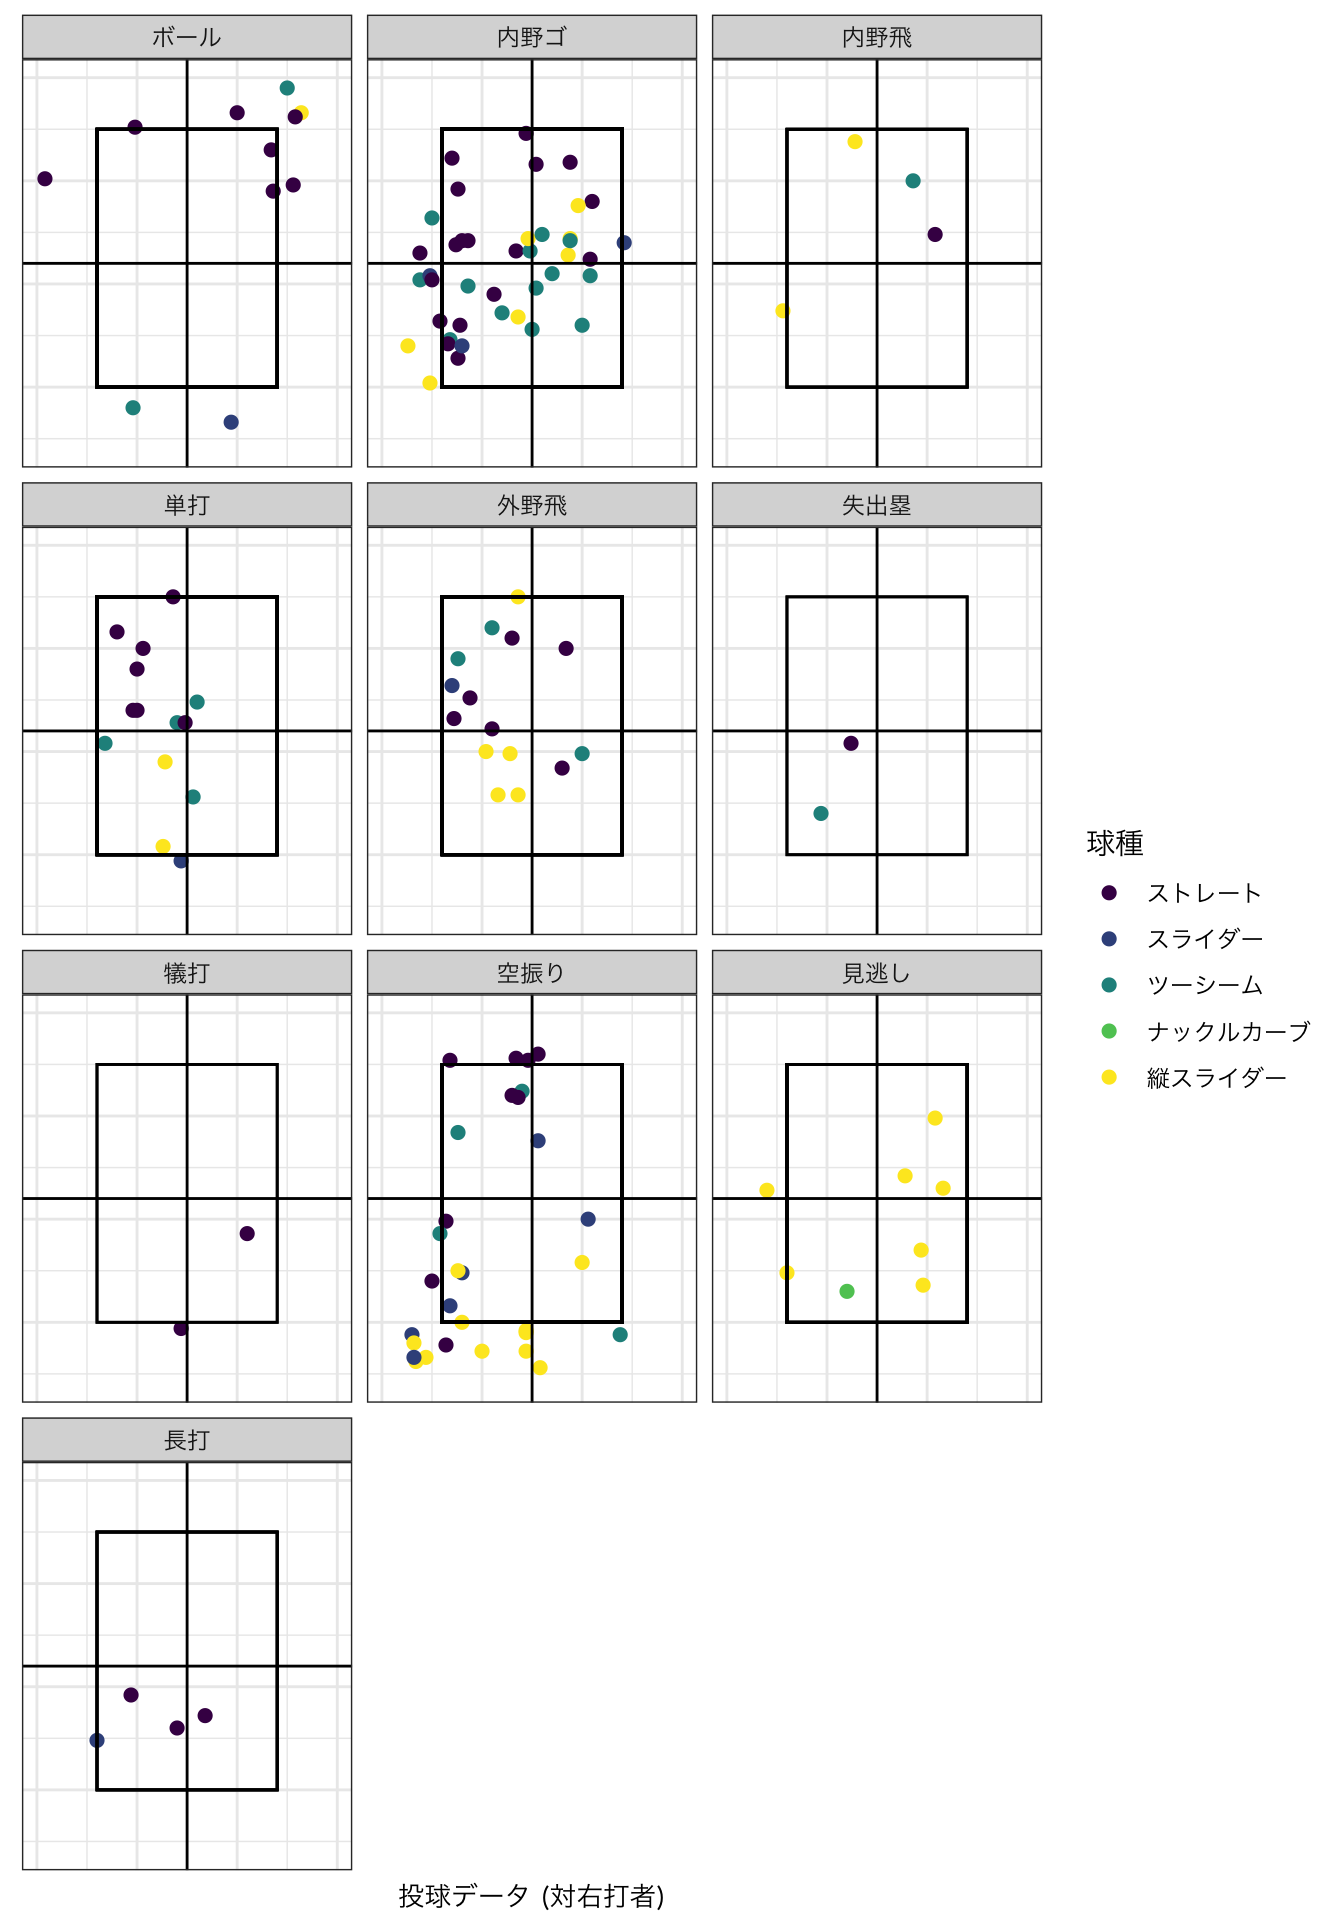 ボール
内野ゴ
内野飛
単打
外野飛
失出塁
犠打
空振り
見逃し
長打
球種
ストレート
スライダー
ツーシーム
ナックルカーブ
縦スライダー
投球データ (対右打者)